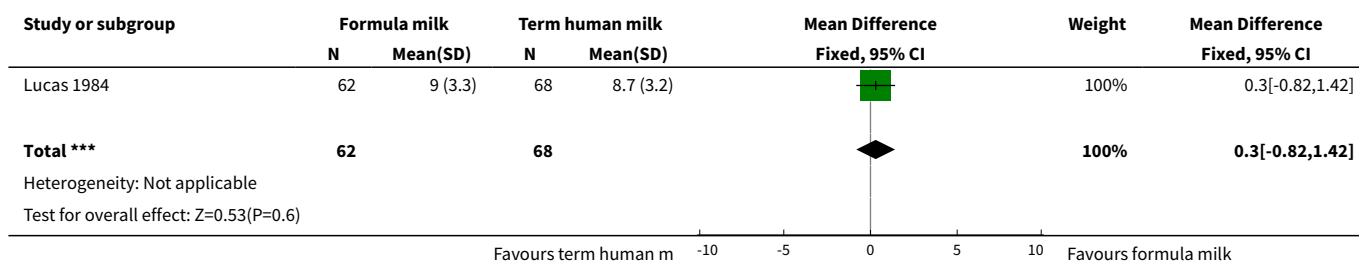 Study or subgroup Formula milk Term human milk Mean Difference Weight Mean Difference
N Mean(SD) N Mean(SD) Fixed, 95% CI Fixed, 95% CI
Lucas 1984 62 9 (3.3) 68 8.7 (3.2) 100% 0.3[-0.82,1.42]
Total *** 62 68 100% 0.3[-0.82,1.42]
Heterogeneity: Not applicable
Test for overall effect: Z=0.53(P=0.6)
Favours term human m -10 -5 0 5 10 Favours formula milk